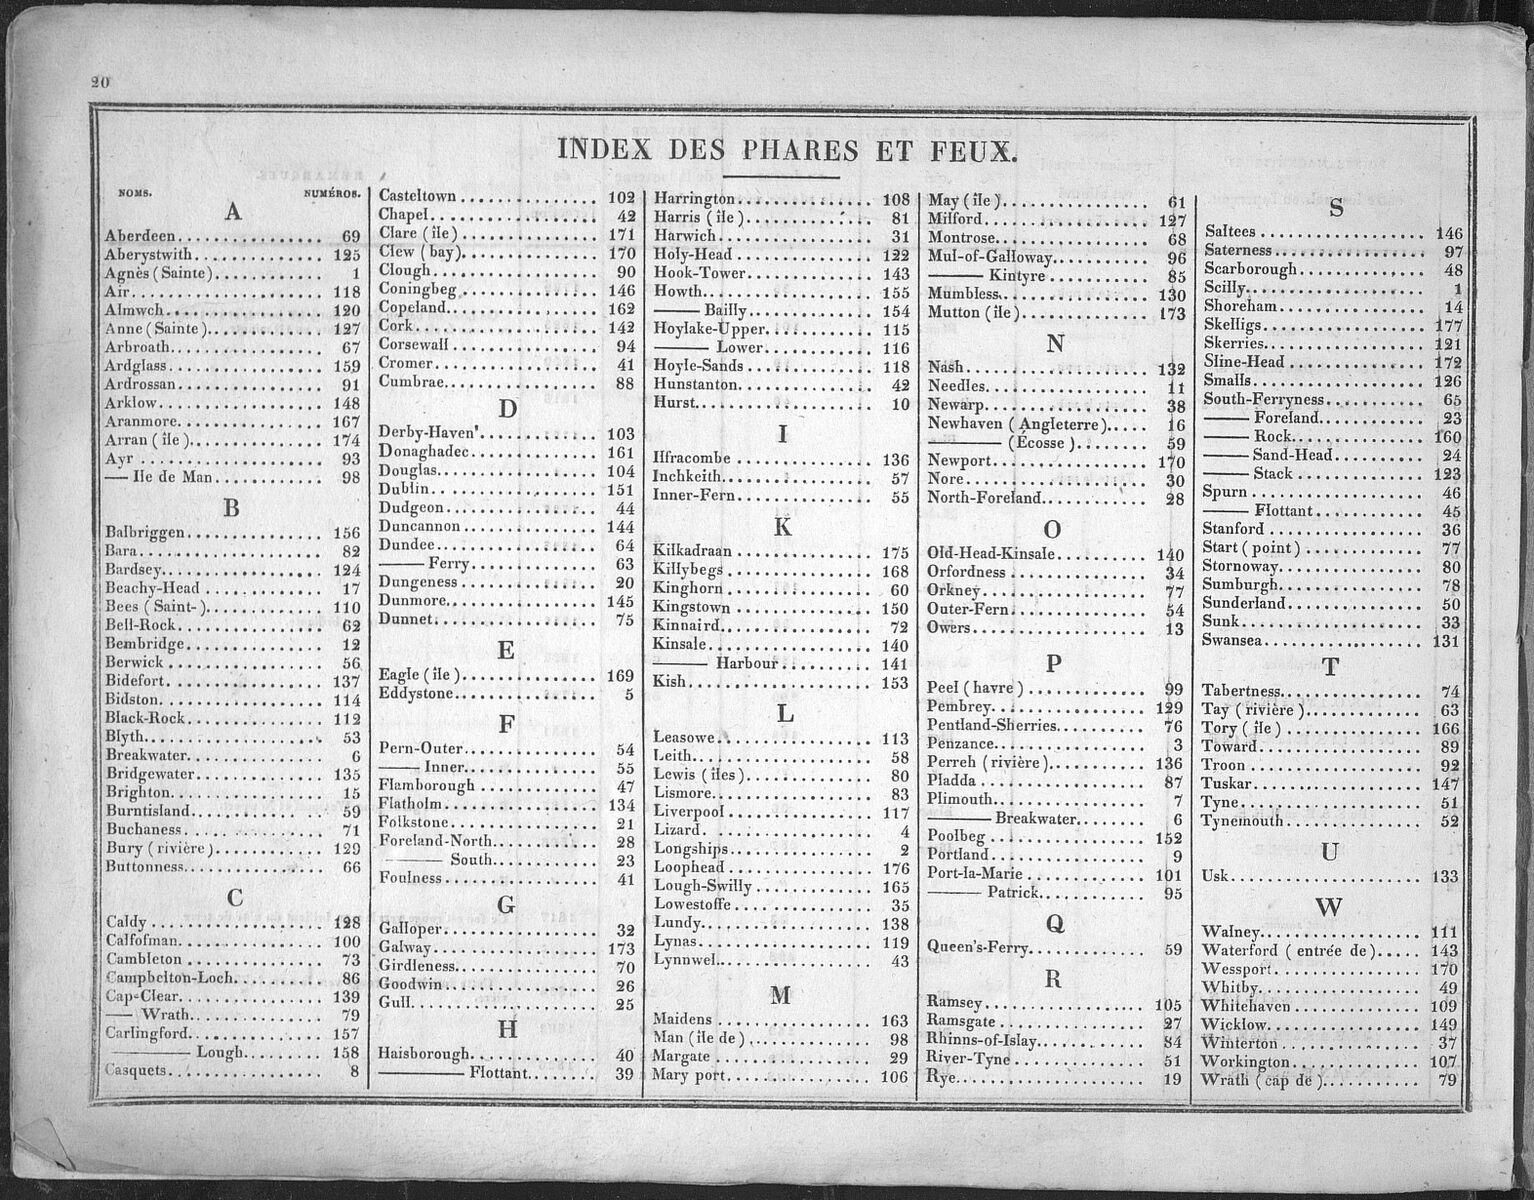 20
INDEX DES PHARES ET FEUX.
NOMS. NUMÉROS.
A
Aberdeen 69
Aberystwith 125
Agnès (Sainte) 1
Air 118
Almwch 120
Anne (Sainte) 127
Arbroath 67
Ardglass 159
Ardrossan 91
Arklow 148
Aranmore 167
Arran (île) 174
Ayr 93
— Ile de Man 98
B
Balbriggen 156
Bara 82
Bardsey 124
Beachy-Head 17
Bees (Saint-) 110
Bell-Rock 62
Bembridge 12
Berwick 56
Bidefort 137
Bidston 114
Black-Rock 112
Blyth 53
Breakwater 6
Bridgewater 135
Brighton 15
Burntisland 59
Buchaness 71
Bury (rivière) 129
Buttonness 66
C
Caldy 128
Calfofman 100
Cambleton 73
Campbelton-Loch 86
Cap-Clear 139
— Wrath 79
Carlingford 157
— Lough 158
Casquets 8
Casteltown 102
Chapel 42
Clare (île) 171
Clew (bay) 170
Clough 90
Coningbeg 146
Copeland 162
Cork 142
Corsewall 94
Cromer 41
Cumbrae 88
D
Derby-Haven 103
Donaghadec 161
Douglas 104
Dublin 151
Dudgeon 44
Duncannon 144
Dundee 64
— Ferry 63
Dungeness 20
Dunmore 145
Dunnet 75
E
Eagle (île) 169
Eddystone 5
F
Pern-Outer 54
— Inner 55
Flamborough 47
Flatholm 134
Folkstone 21
Foreland-North 28
— South 23
Foulness 41
G
Galloper 32
Galway 173
Girdleness 70
Goodwin 26
Gull 25
H
Haisborough 40
— Flottant 39
Harrington 108
Harris (île) 81
Harwich 31
Holy-Head 122
Hook-Tower 143
Howth 155
— Bailly 154
Hoylake-Upper 115
— Lower 116
Hoyle-Sands 118
Hunstanton 42
Hurst 10
I
Ilfracombe 136
Inchkeith 57
Inner-Fern 55
K
Kilkadraan 175
Killybegs 168
Kinghorn 60
Kingstown 150
Kinnaird 72
Kinsale 140
— Harbour 141
Kish 153
L
Leasowe 113
Leith 58
Lewis (îles) 80
Lismore 83
Liverpool 117
Lizard 4
Longships 2
Loophead 176
Lough-Swilly 165
Lowestoffe 35
Lundy 138
Lynas 119
Lynnwel 43
M
Maidens 163
Man (île de) 98
Margate 29
Mary port 106
May (île) 61
Milford 127
Montrose 68
Mul-of-Galloway 96
— Kintyre 85
Mumbless 130
Mutton (île) 173
N
Nash 132
Needles 11
Newarp 38
Newhaven (Angleterre) 16
— (Écosse) 59
Newport 170
Nore 30
North-Foreland 28
O
Old-Head-Kinsale 140
Orfordness 34
Orkney 77
Outer-Fern 54
Owers 13
P
Peel (havre) 99
Pembrey 129
Pentland-Sherries 76
Penzance 3
Perreh (rivière) 136
Pladda 87
Plimouth 7
— Breakwater 6
Poolbeg 152
Portland 9
Port-la-Marie 101
— Patrick 95
Q
Queen's-Ferry 59
R
Ramsey 105
Ramsgate 27
Rhinns-of-Islay 84
River-Tyne 51
Rye 19
S
Saltees 146
Saterness 97
Scarborough 48
Scilly 1
Shoreham 14
Skelligs 177
Skerries 121
Sline-Head 172
Smalls 126
South-Ferryness 65
— Foreland 23
— Rock 160
— Sand-Head 24
— Stack 123
Spurn 46
— Flottant 45
Stanford 36
Start (point) 77
Stornoway 80
Sumburgh 78
Sunderland 50
Sunk 33
Swansea 131
T
Tabertness 74
Tay (rivière) 63
Tory (île) 166
Toward 89
Troon 92
Tuskar 147
Tyne 51
Tynemouth 52
U
Usk 133
W
Walney 111
Waterford (entrée de) 143
Wessport 170
Whitby 49
Whitehaven 109
Wicklow 149
Winterton 37
Workington 107
Wrath (cap de) 79